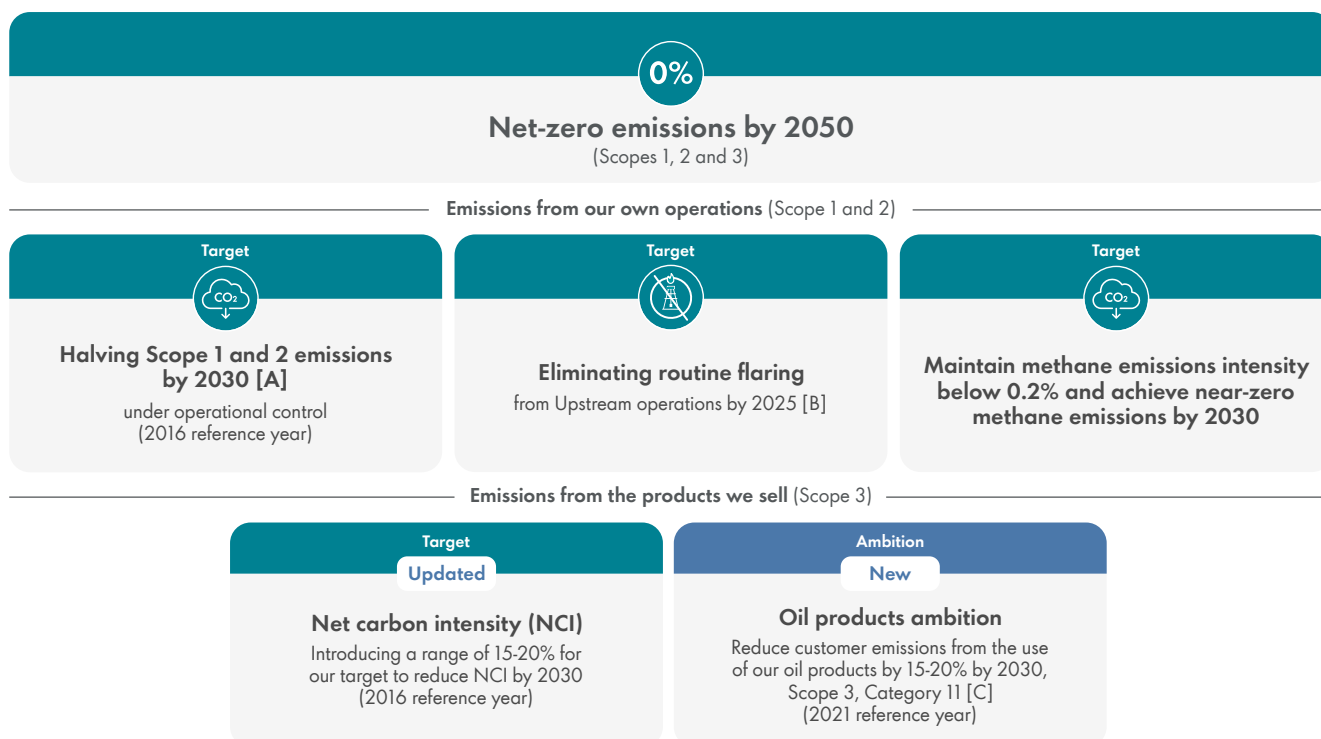 0%
Net-zero emissions by 2050
(Scopes 1, 2 and 3)
Emissions from our own operations (Scope 1 and 2)
Target
CO₂
Halving Scope 1 and 2 emissions
by 2030 [A]
under operational control
(2016 reference year)
Target
Eliminating routine flaring
from Upstream operations by 2025 [B]
Target
CO₂
Maintain methane emissions intensity
below 0.2% and achieve near-zero
methane emissions by 2030
Emissions from the products we sell (Scope 3)
Target
Updated
Net carbon intensity (NCI)
Introducing a range of 15-20% for
our target to reduce NCI by 2030
(2016 reference year)
Ambition
New
Oil products ambition
Reduce customer emissions from the use
of our oil products by 15-20% by 2030,
Scope 3, Category 11 [C]
(2021 reference year)